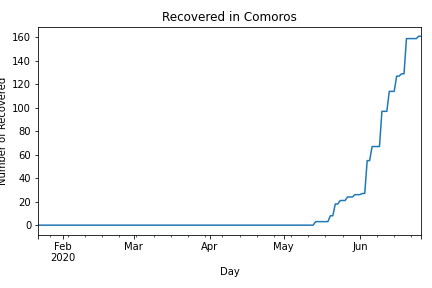 Recovered in Comoros
Number of Recovered
160
140
120
100
80
60
40
20
0
Feb
2020
Mar
Apr
May
Jun
Day